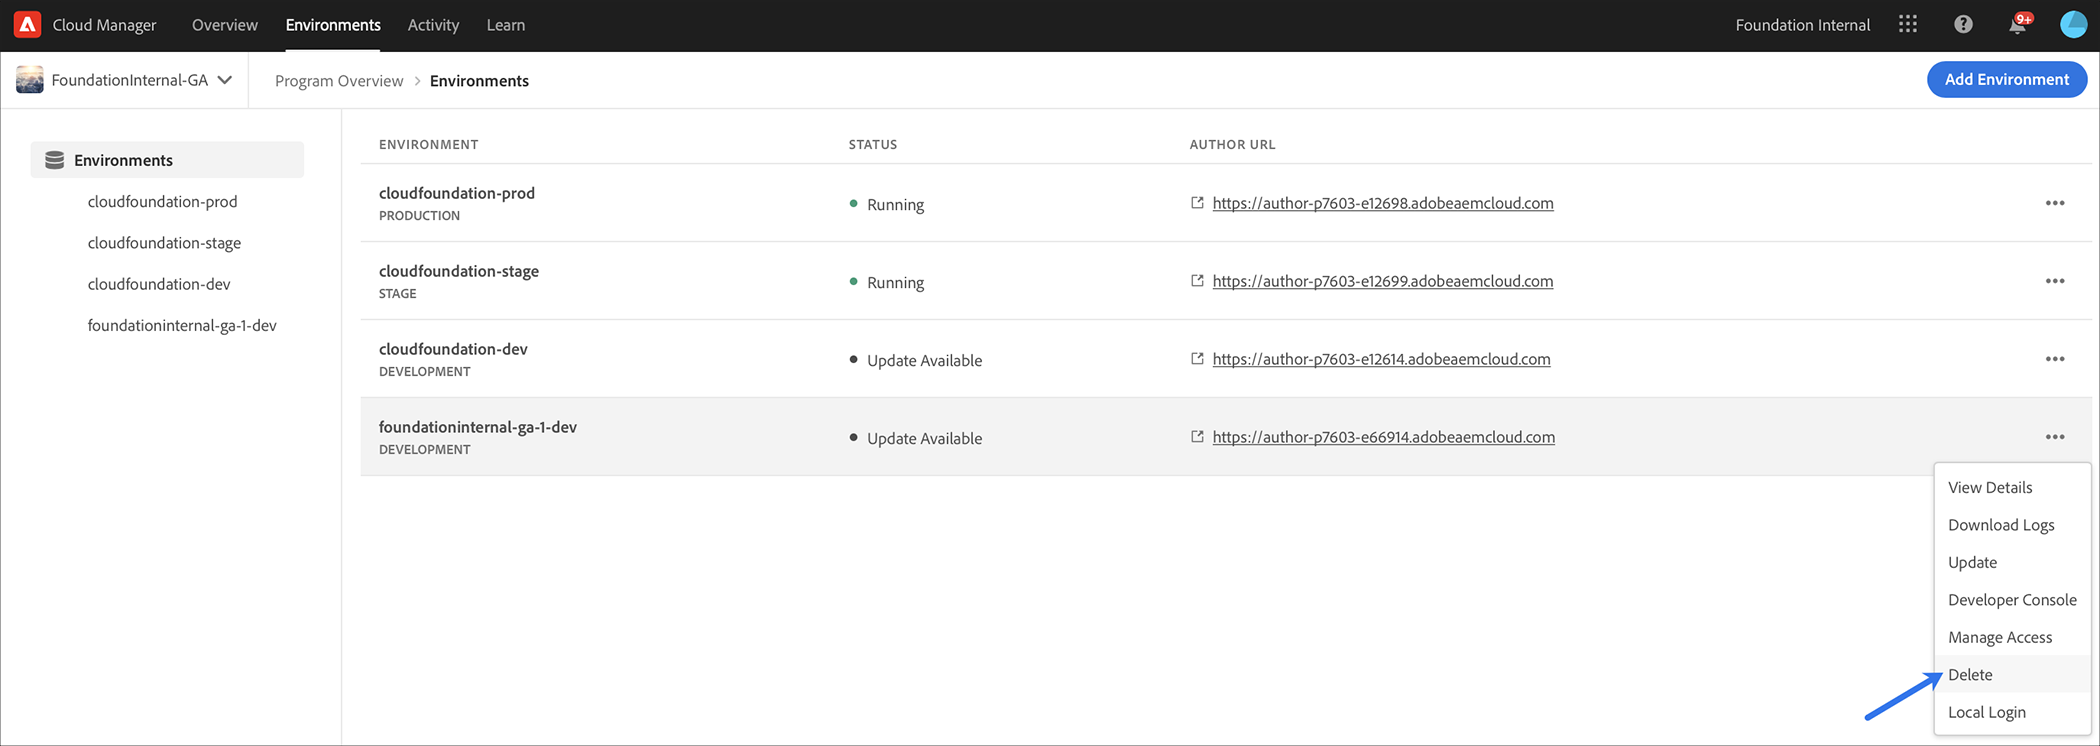 Cloud Manager Overview Environments Activity Learn Foundation Internal 9+
FoundationInternal-GA Program Overview > Environments Add Environment
Environments
cloudfoundation-prod
cloudfoundation-stage
cloudfoundation-dev
foundationinternal-ga-1-dev
ENVIRONMENT STATUS AUTHOR URL
cloudfoundation-prod
PRODUCTION
Running
https://author-p7603-e12698.adobeaemcloud.com
cloudfoundation-stage
STAGE
Running
https://author-p7603-e12699.adobeaemcloud.com
cloudfoundation-dev
DEVELOPMENT
Update Available
https://author-p7603-e12614.adobeaemcloud.com
foundationinternal-ga-1-dev
DEVELOPMENT
Update Available
https://author-p7603-e66914.adobeaemcloud.com
View Details
Download Logs
Update
Developer Console
Manage Access
Delete
Local Login